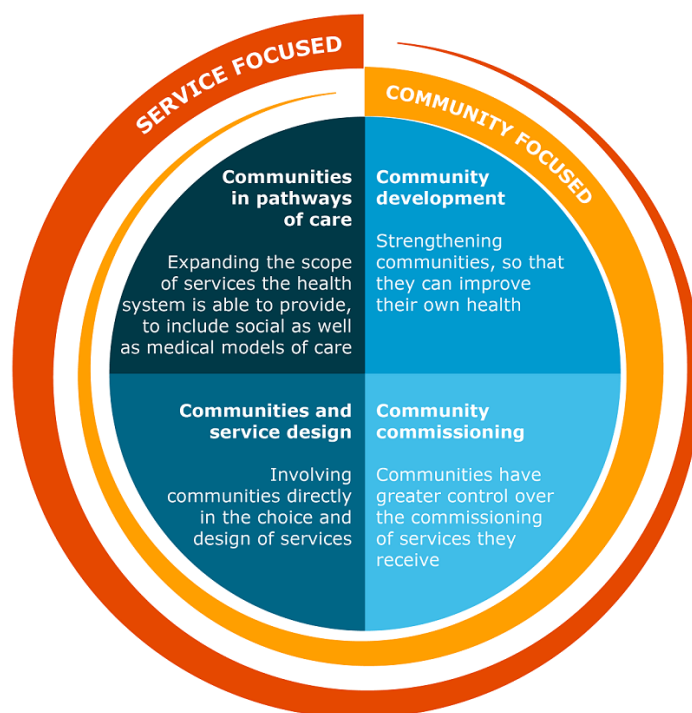 SERVICE FOCUSED
COMMUNITY FOCUSED
Communities
in pathways
of care
Expanding the scope
of services the health
system is able to provide,
to include social as well
as medical models of care
Community
development
Strengthening
communities, so that
they can improve
their own health
Communities and
service design
Involving
communities directly
in the choice and
design of services
Community
commissioning
Communities have
greater control over
the commissioning
of services they
receive